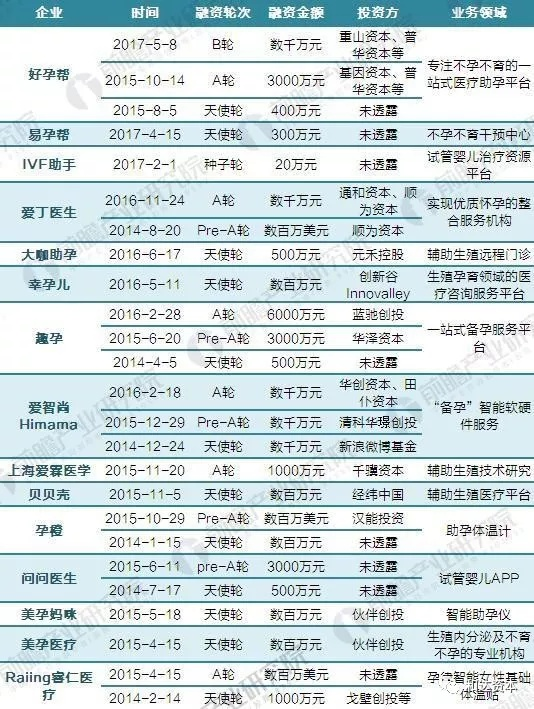 企业 时间 融资轮次 融资金额 投资方 业务领域
好孕帮 2017-5-8 B轮 数千万元 重山资本、普华资本等 专注不孕不育的一站式医疗助孕平台
2015-10-14 A轮 3000万元 基因资本、普华资本等
2015-8-5 天使轮 400万元 未透露
易孕帮 2017-4-15 天使轮 300万元 未透露 不孕不育干预中心
IVF助手 2017-2-1 种子轮 20万元 未透露 试管婴儿治疗资源平台
爱丁医生 2016-11-24 A轮 数千万元 通和资本、顺为资本 实现优质怀孕的整合服务机构
2014-8-20 Pre-A轮 数百万美元 顺为资本
大咖助孕 2016-6-17 天使轮 500万元 元禾控股 辅助生殖远程门诊
幸孕儿 2016-5-11 天使轮 数百万元 创新谷Innovalley 生殖孕育领域的医疗咨询服务平台
趣孕 2016-2-28 A轮 6000万元 蓝驰创投 一站式备孕服务平台
2015-6-20 Pre-A轮 3000万元 华泽资本
2014-4-5 天使轮 500万元 未透露
爱智尚Himama 2016-2-18 A轮 数千万元 华创资本、田仆资本 “备孕”智能软硬件服务
2015-12-29 Pre-A轮 数千万元 清科华璟创投
2014-12-24 天使轮 数千万元 新浪微博基金
上海爱霖医学 2015-11-20 A轮 1000万元 千骥资本 辅助生殖技术研究
贝贝壳 2015-11-5 天使轮 数百万元 经纬中国 辅助生殖医疗平台
孕橙 2015-10-29 Pre-A轮 数百万美元 汉能投资 助孕体温计
2014-1-15 天使轮 数百万元 未透露
问问医生 2015-6-11 pre-A轮 3000万元 未透露 试管婴儿APP
2014-7-17 天使轮 500万元 未透露
美孕妈咪 2015-5-18 天使轮 数百万元 伙伴创投 智能助孕仪
美孕医疗 2015-4-15 天使轮 数百万元 伙伴创投 生殖内分泌及不育不孕的专业机构
Raiing睿仁医疗 2015-4-15 A轮 数百万美元 未透露 孕气智能女性基础体温贴
2014-2-14 天使轮 1000万元 戈壁创投等
前瞻产业研究院